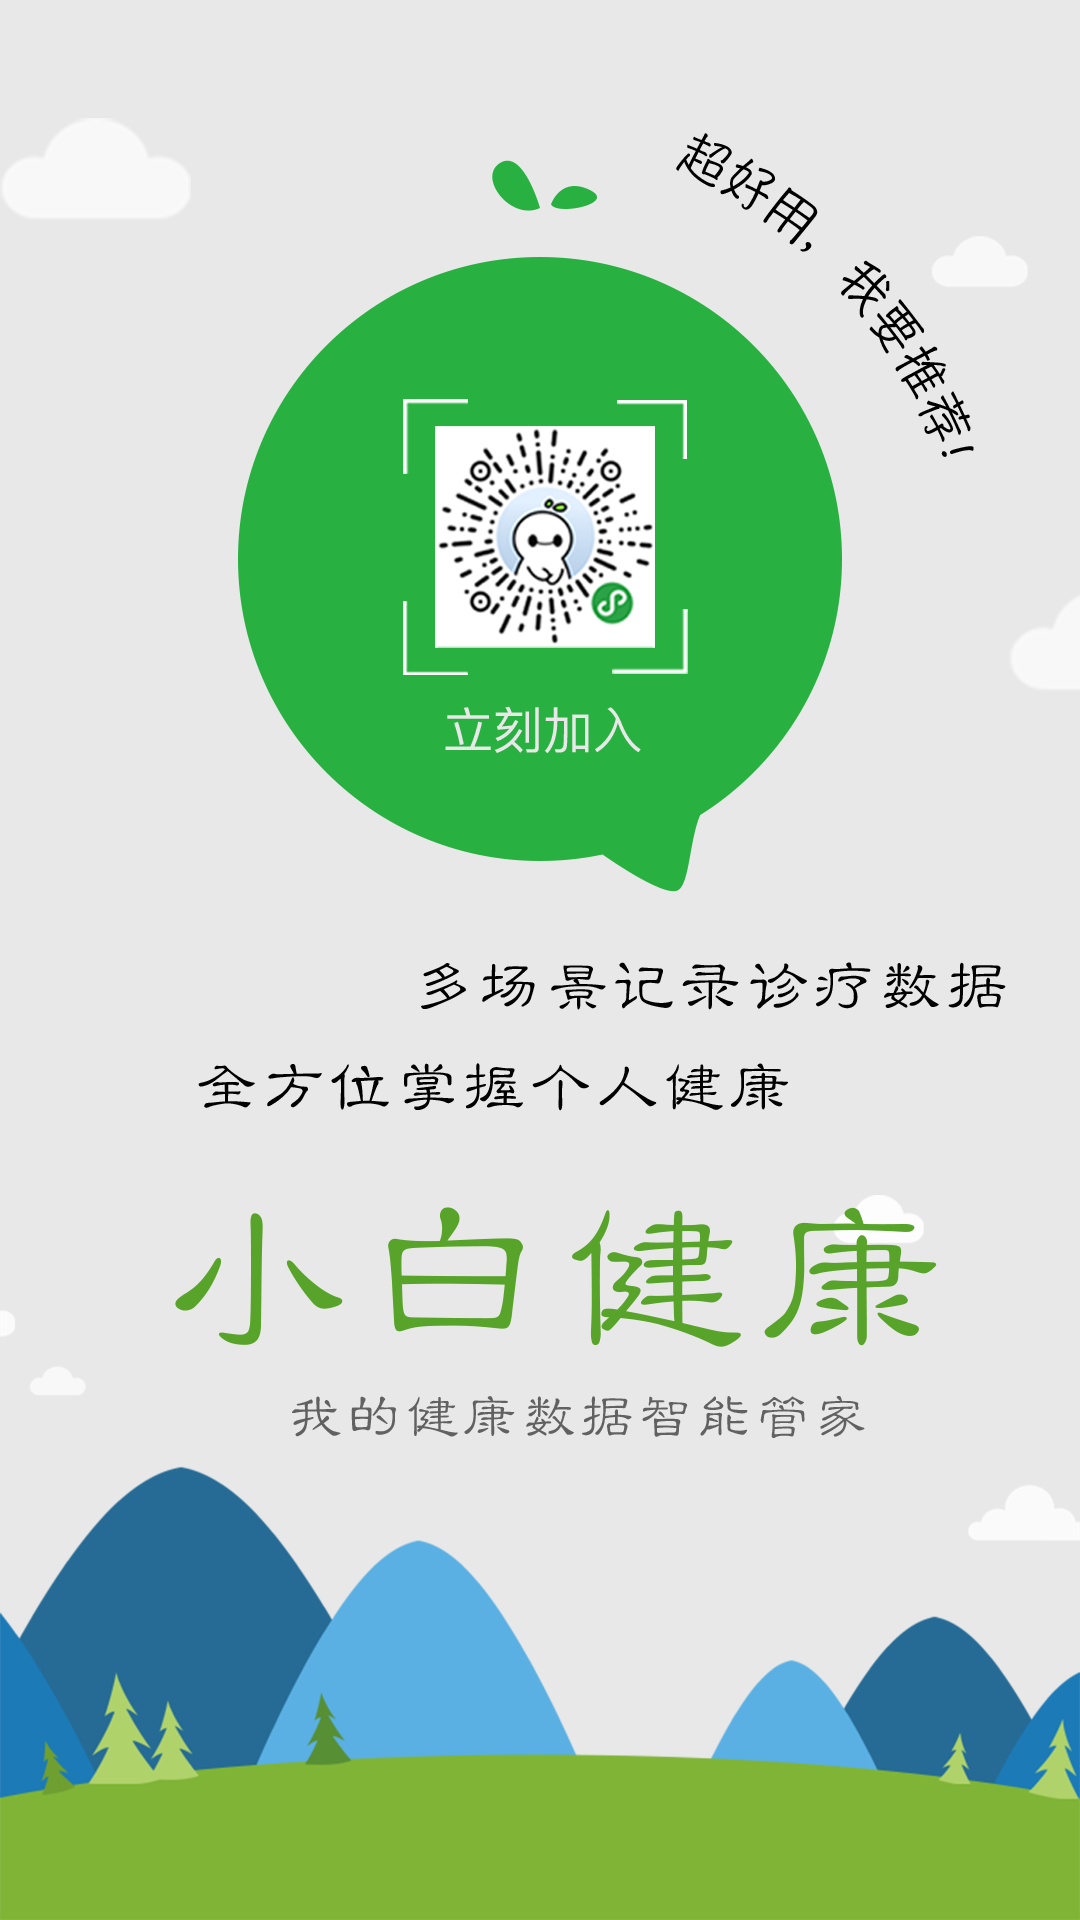 超好用，我要推荐！
立刻加入
多场景记录诊疗数据
全方位掌握个人健康
小白健康
我的健康数据智能管家